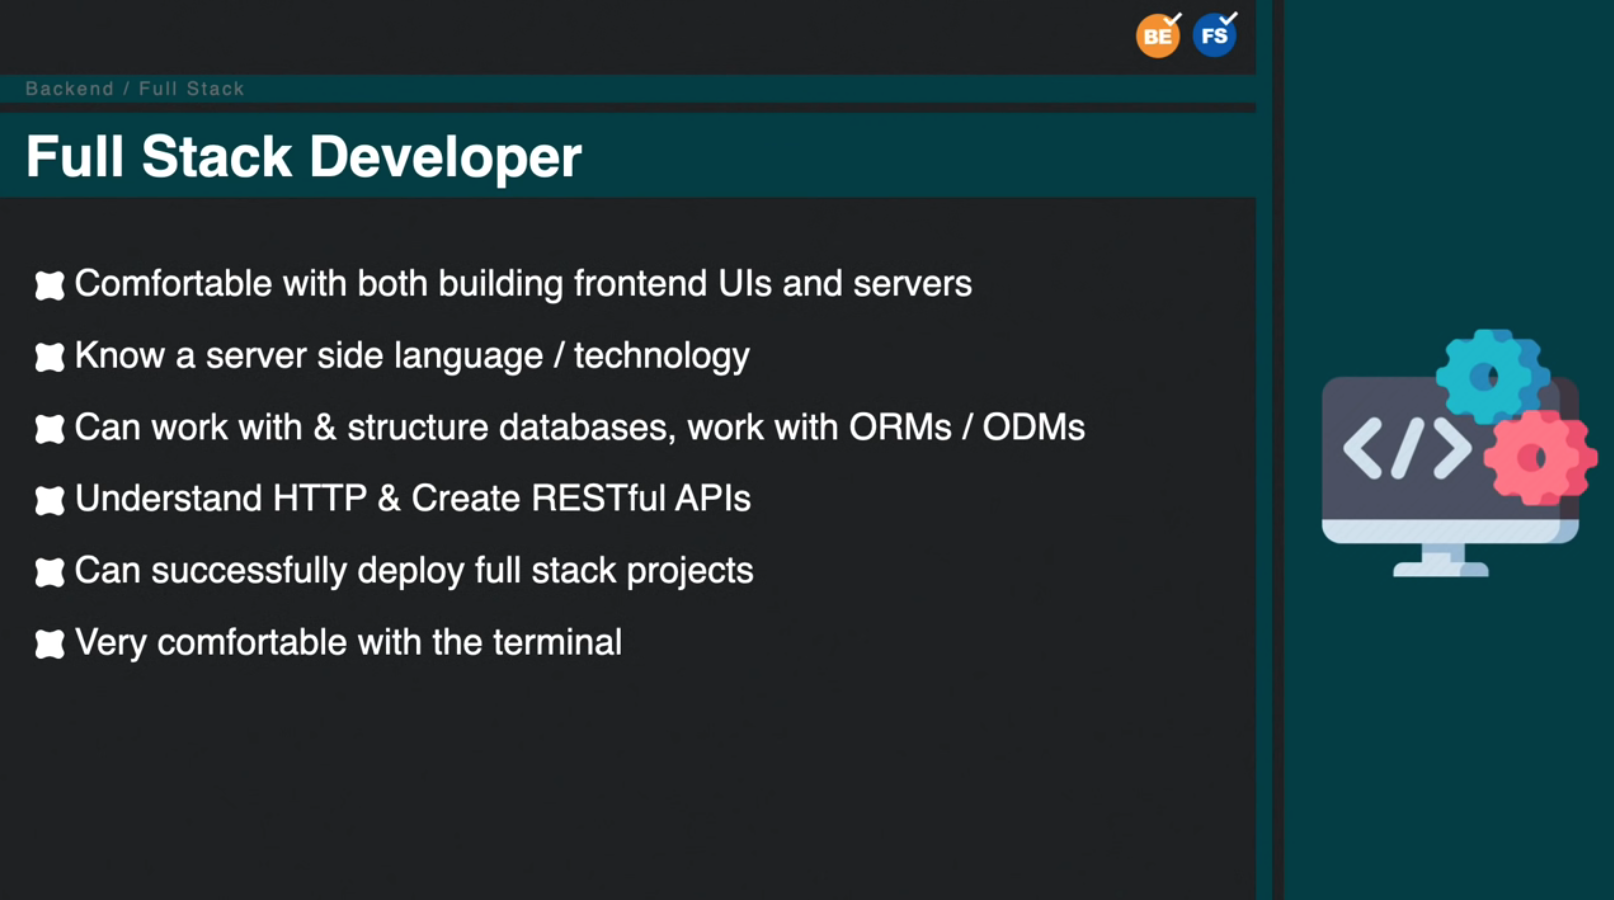 BE FS
Backend / Full Stack
Full Stack Developer
Comfortable with both building frontend UIs and servers
Know a server side language / technology
Can work with & structure databases, work with ORMs / ODMs
Understand HTTP & Create RESTful APIs
Can successfully deploy full stack projects
Very comfortable with the terminal
</>